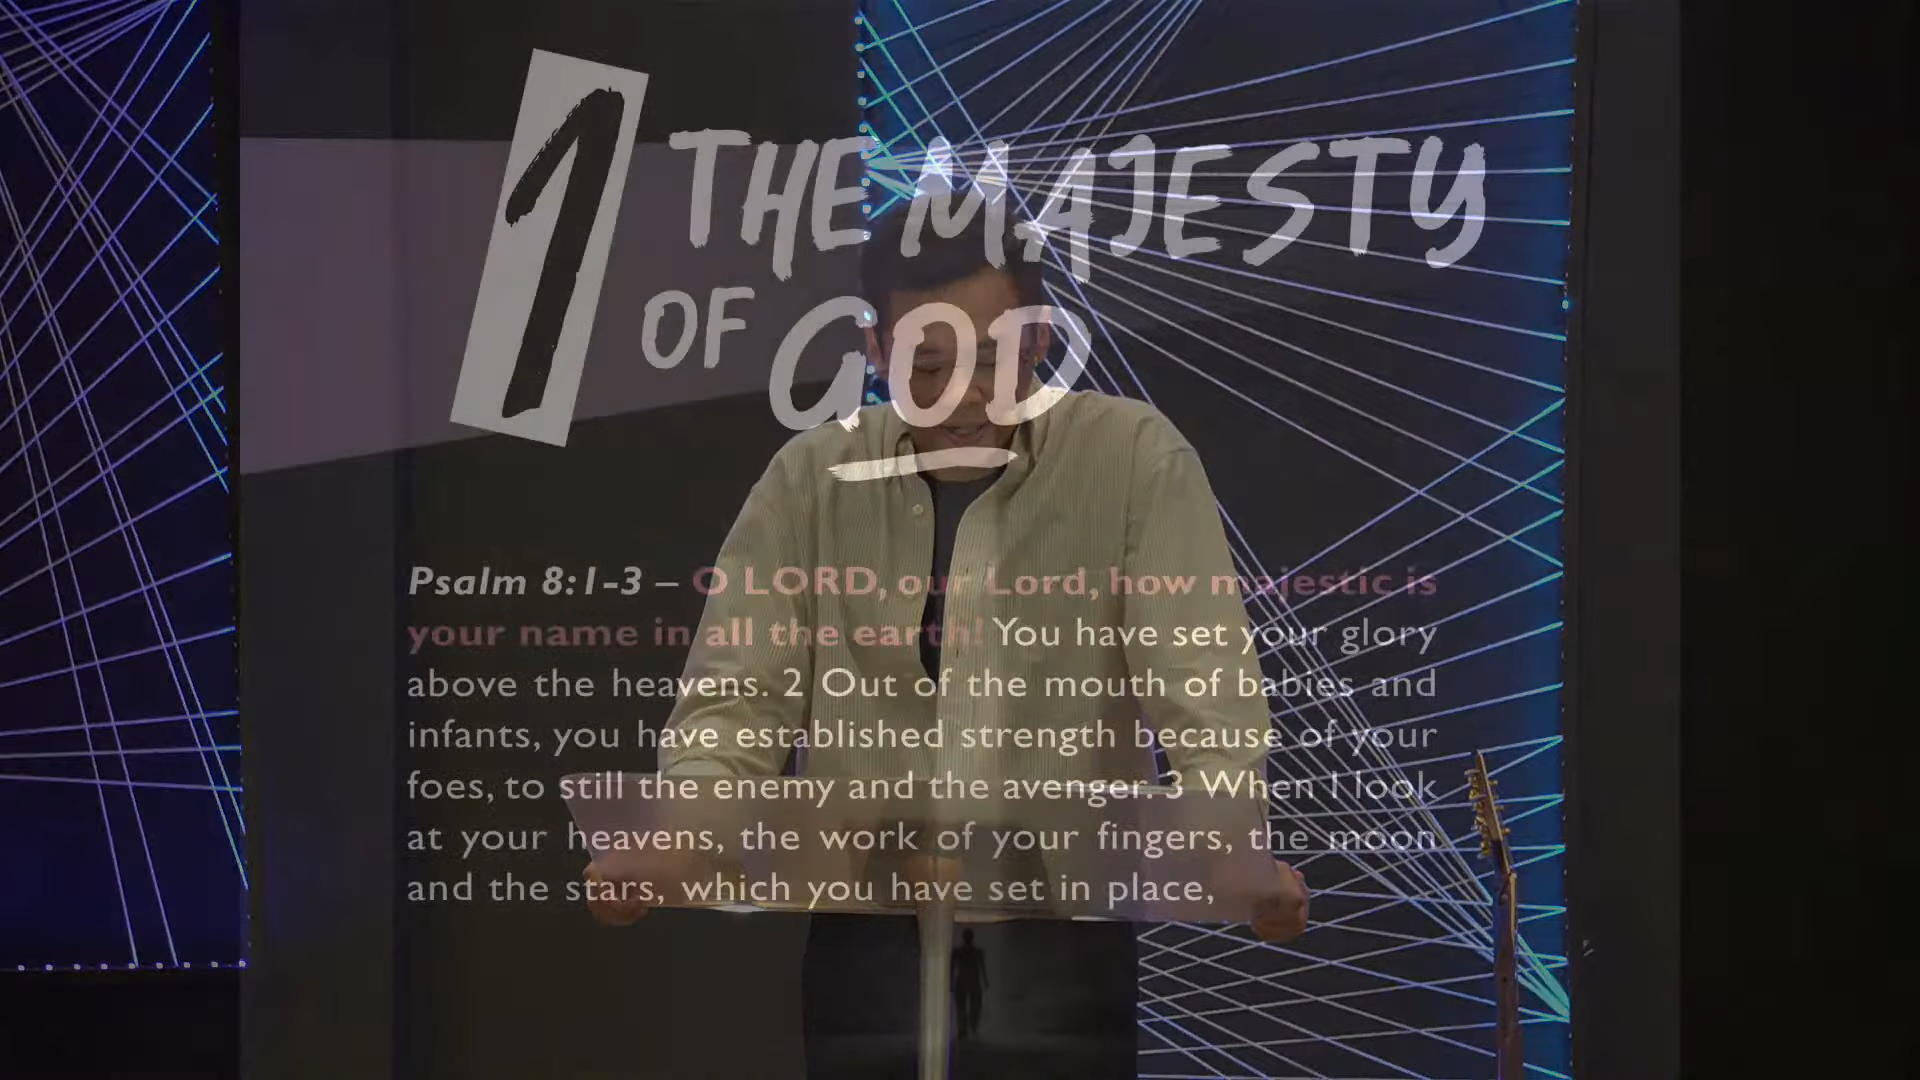 1 THE MAJESTY
OF GOD
Psalm 8:1-3 – O LORD, our Lord, how majestic is
your name in all the earth! You have set your glory
above the heavens. 2 Out of the mouth of babies and
infants, you have established strength because of your
foes, to still the enemy and the avenger. 3 When I look
at your heavens, the work of your fingers, the moon
and the stars, which you have set in place,